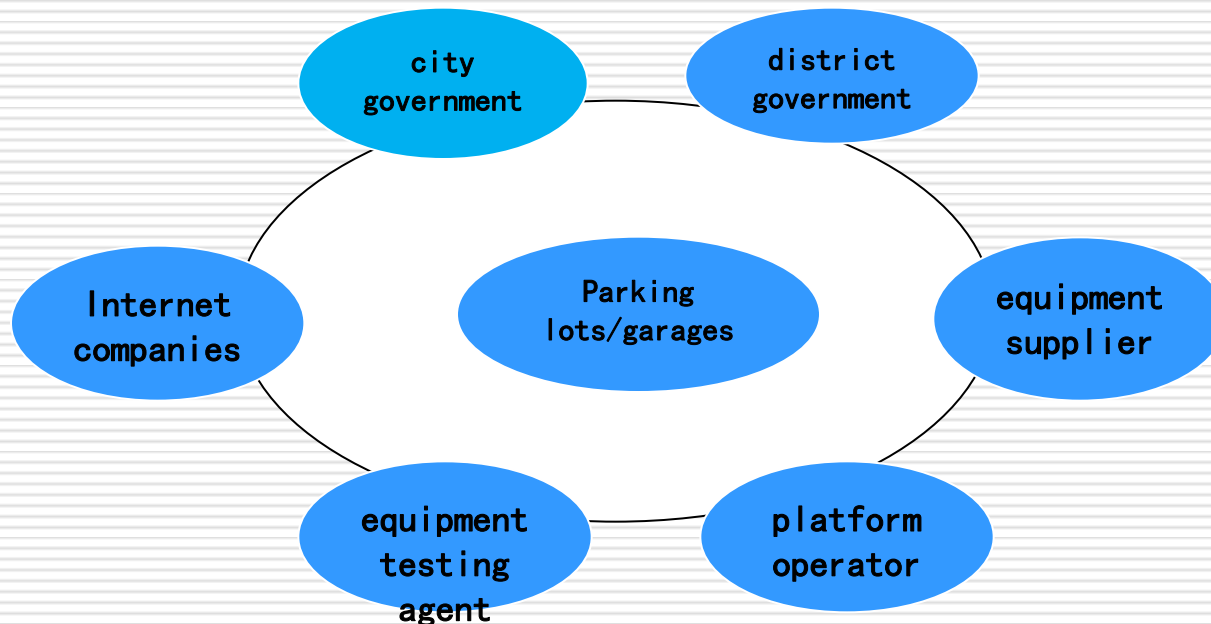 city
government
district
government
Internet
companies
Parking
lots/garages
equipment
supplier
equipment
testing
agent
platform
operator